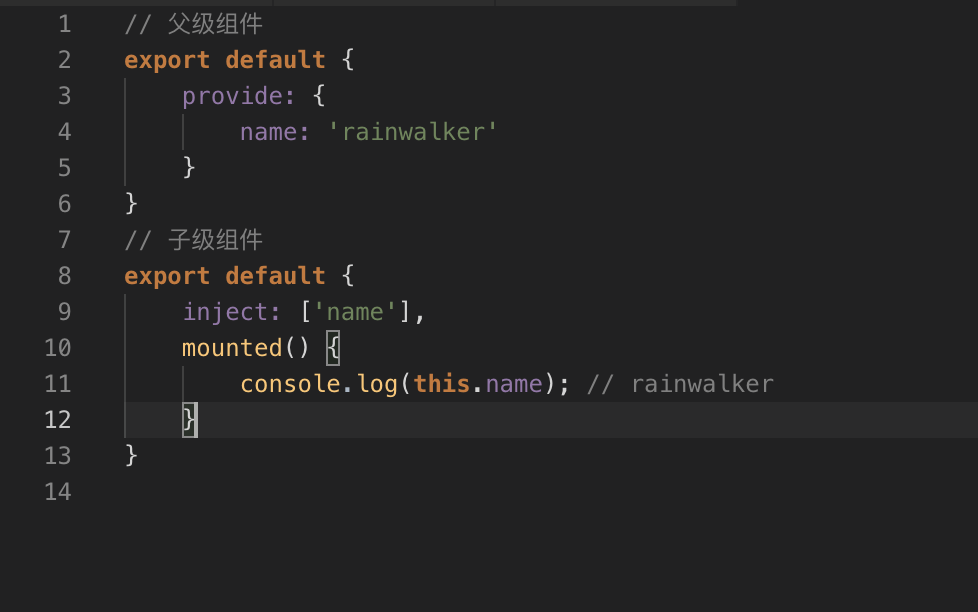 1 // 父级组件
2 export default {
3     provide: {
4         name: 'rainwalker'
5     }
6 }
7 // 子级组件
8 export default {
9     inject: ['name'],
10     mounted() {
11         console.log(this.name); // rainwalker
12     }
13 }
14